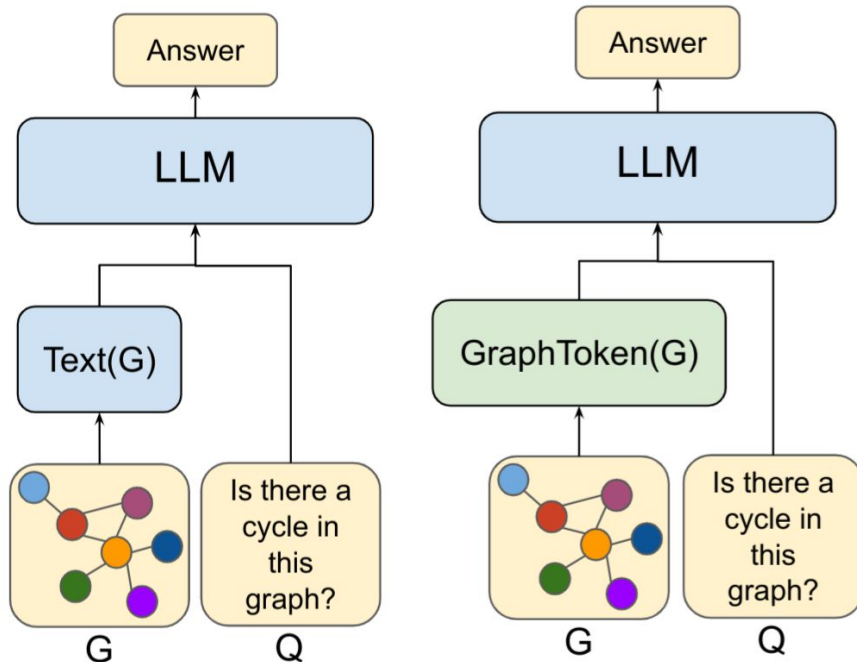 Answer
LLM
Text(G)
Is there a
cycle in
this
graph?
G
Q
Answer
LLM
GraphToken(G)
Is there a
cycle in
this
graph?
G
Q